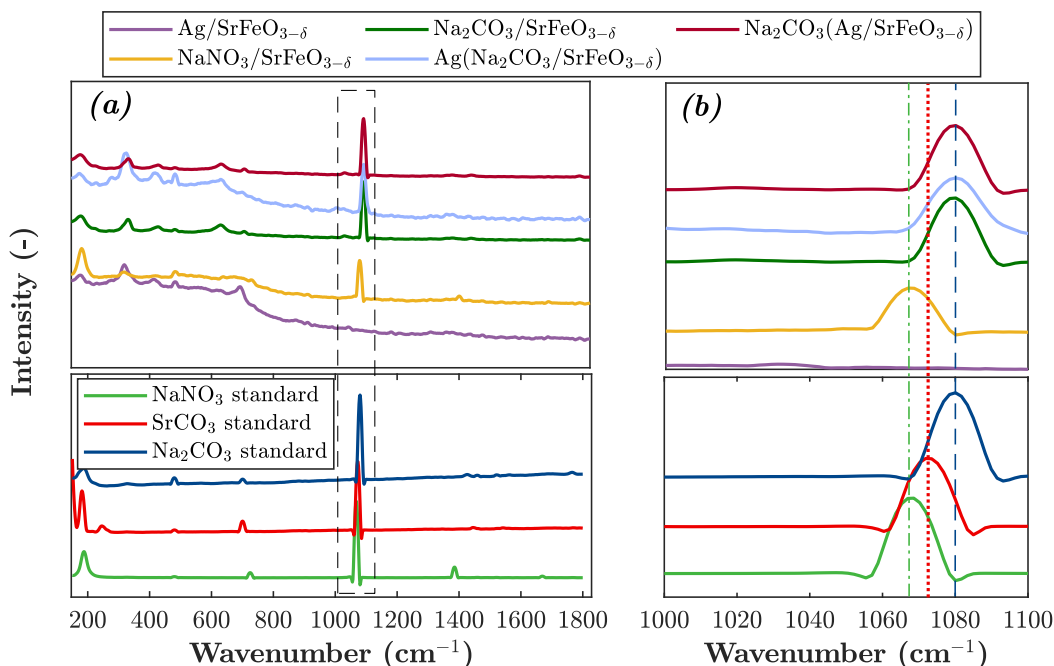 Ag/SrFeO₃₋δ Na₂CO₃/SrFeO₃₋δ Na₂CO₃(Ag/SrFeO₃₋δ)
NaNO₃/SrFeO₃₋δ Ag(Na₂CO₃/SrFeO₃₋δ)
(a) (b)
Intensity (-)
NaNO₃ standard
SrCO₃ standard
Na₂CO₃ standard
200 400 600 800 1000 1200 1400 1600 1800 1000 1020 1040 1060 1080 1100
Wavenumber (cm⁻¹) Wavenumber (cm⁻¹)